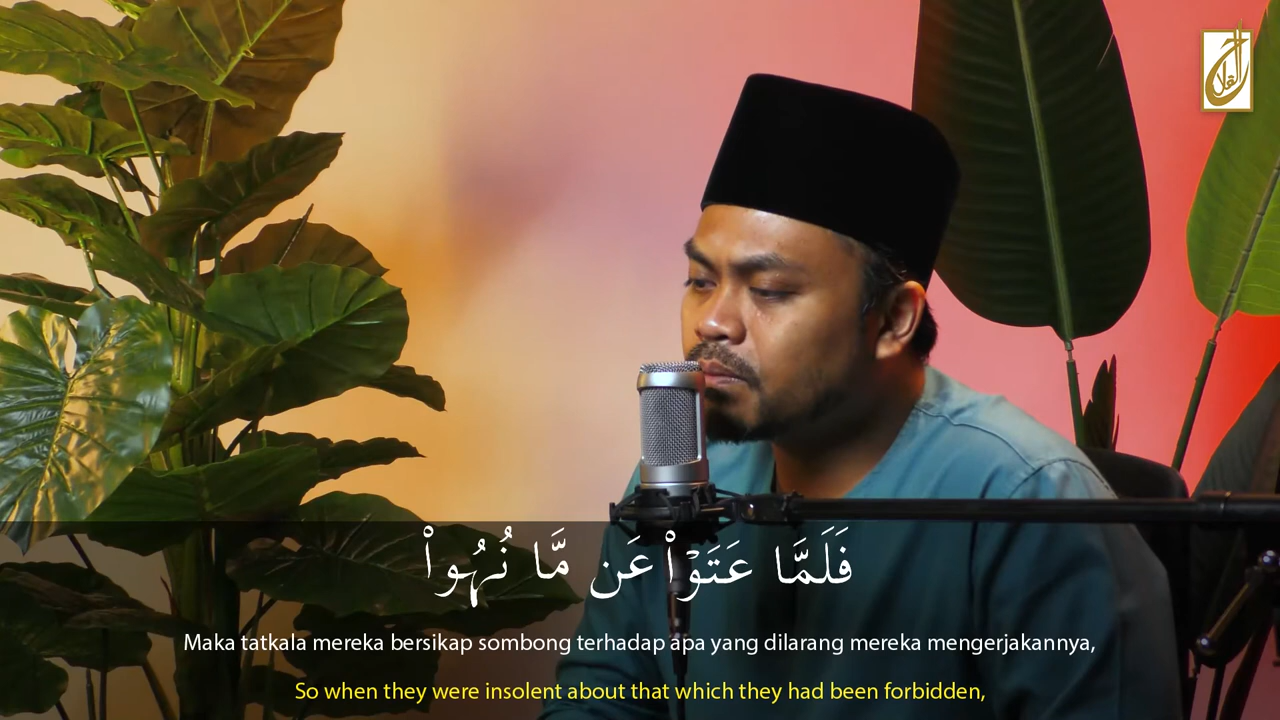 فَلَمَّا عَتَوْا۟ عَن مَّا نُهُوا۟
Maka tatkala mereka bersikap sombong terhadap apa yang dilarang mereka mengerjakannya,
So when they were insolent about that which they had been forbidden,